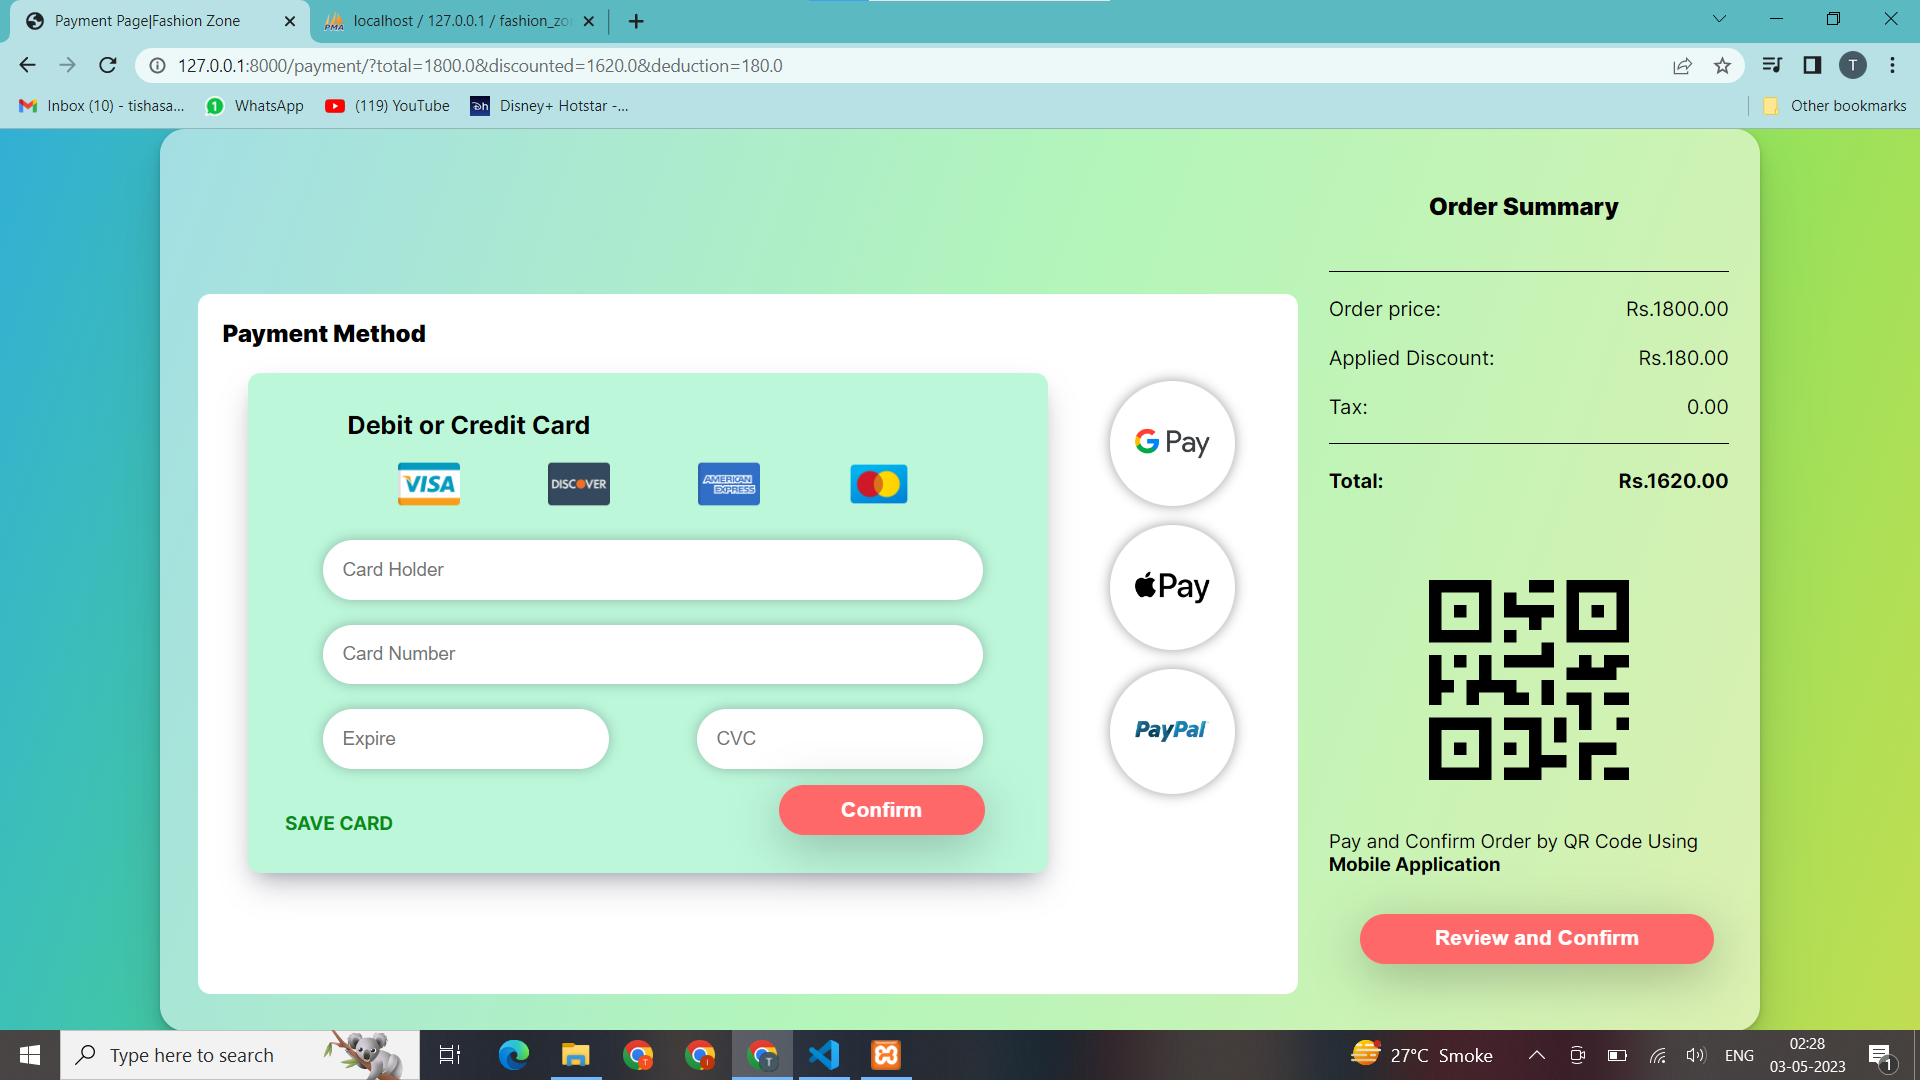 Payment Page|Fashion Zone
localhost / 127.0.0.1 / fashion_zo
127.0.0.1:8000/payment/?total=1800.0&discounted=1620.0&deduction=180.0
T
Inbox (10) - tishasa...
WhatsApp
(119) YouTube
Disney+ Hotstar -...
Other bookmarks
Order Summary
Order price: Rs.1800.00
Applied Discount: Rs.180.00
Tax: 0.00
Total: Rs.1620.00
Payment Method
Debit or Credit Card
VISA DISCOVER AMERICAN EXPRESS
Card Holder
Card Number
Expire CVC
SAVE CARD Confirm
G Pay
Pay
PayPal
Pay and Confirm Order by QR Code Using
Mobile Application
Review and Confirm
Type here to search
27°C Smoke
ENG
02:28
03-05-2023
1